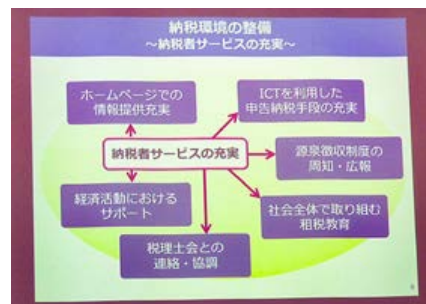 納税環境の整備
～納税者サービスの充実～
ホームページでの
情報提供充実
ICTを利用した
申告納税手段の充実
納税者サービスの充実
源泉徴収制度の
周知・広報
経済活動における
サポート
社会全体で取り組む
租税教育
税理士会との
連絡・協調